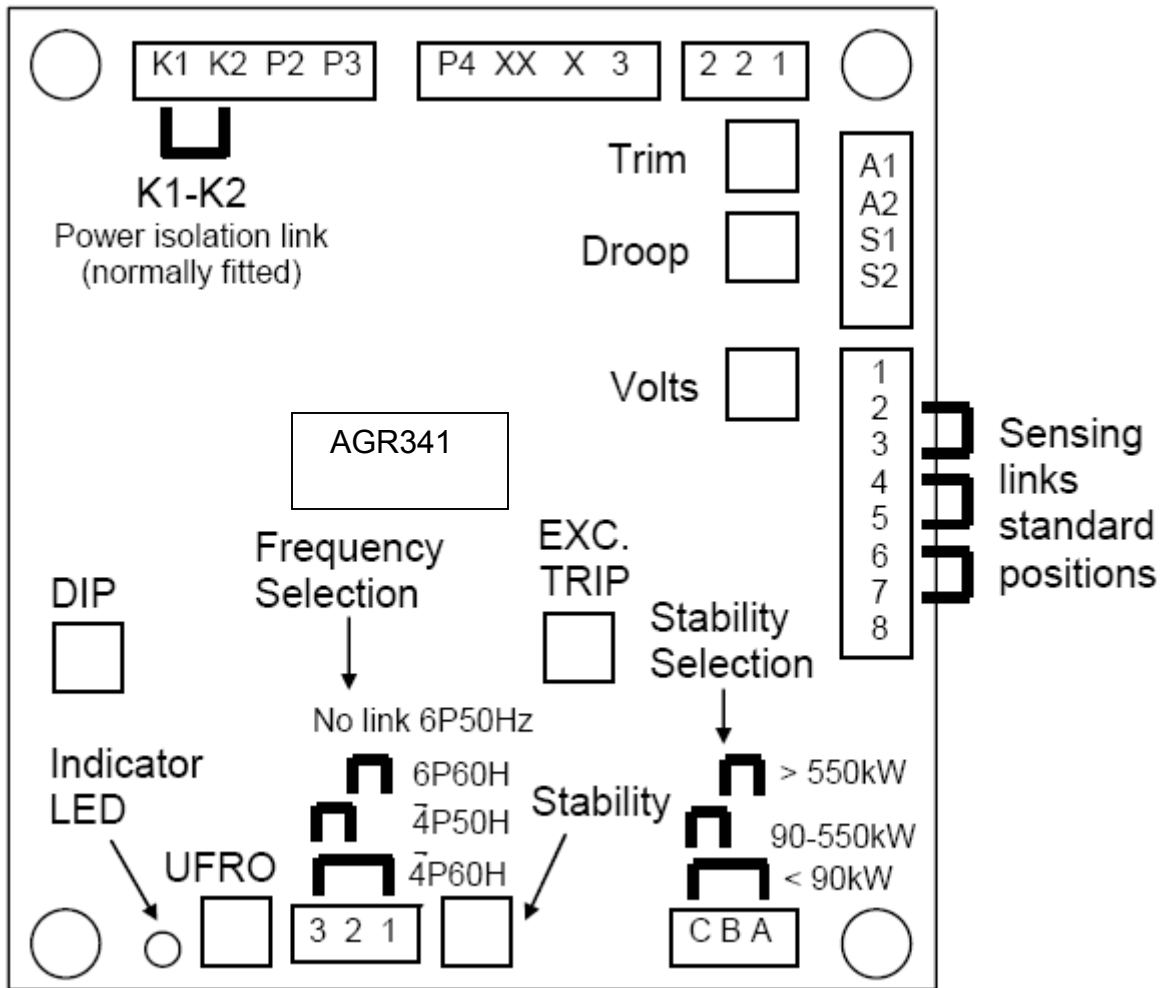 K1 K2 P2 P3
P4 XX X 3
2 2 1
K1-K2
Power isolation link
(normally fitted)
Trim
Droop
Volts
A1
A2
S1
S2
1
2
3
4
5
6
7
8
Sensing
links
standard
positions
AGR341
Frequency
Selection
EXC.
TRIP
DIP
Stability
Selection
No link 6P50Hz
6P60H
4P50H
4P60H
Indicator
LED
Stability
> 550kW
90-550kW
< 90kW
UFRO
3 2 1
C B A